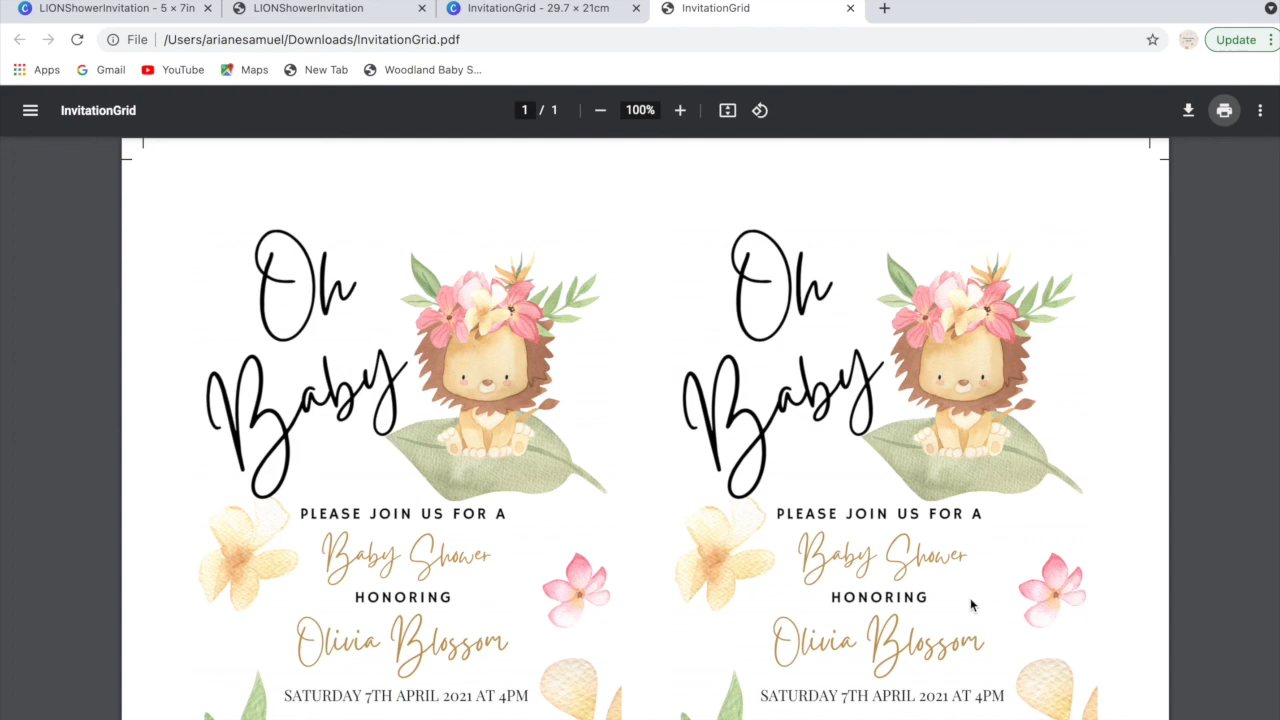 LIONShowerInvitation - 5 × 7in
LIONShowerInvitation
InvitationGrid - 29.7 × 21cm
InvitationGrid
File
/Users/arianesamuel/Downloads/InvitationGrid.pdf
Update
Apps
Gmail
YouTube
Maps
New Tab
Woodland Baby S...
InvitationGrid
1 / 1
100%
Oh
Baby
PLEASE JOIN US FOR A
Baby Shower
HONORING
Olivia Blossom
SATURDAY 7TH APRIL 2021 AT 4PM
Oh
Baby
PLEASE JOIN US FOR A
Baby Shower
HONORING
Olivia Blossom
SATURDAY 7TH APRIL 2021 AT 4PM